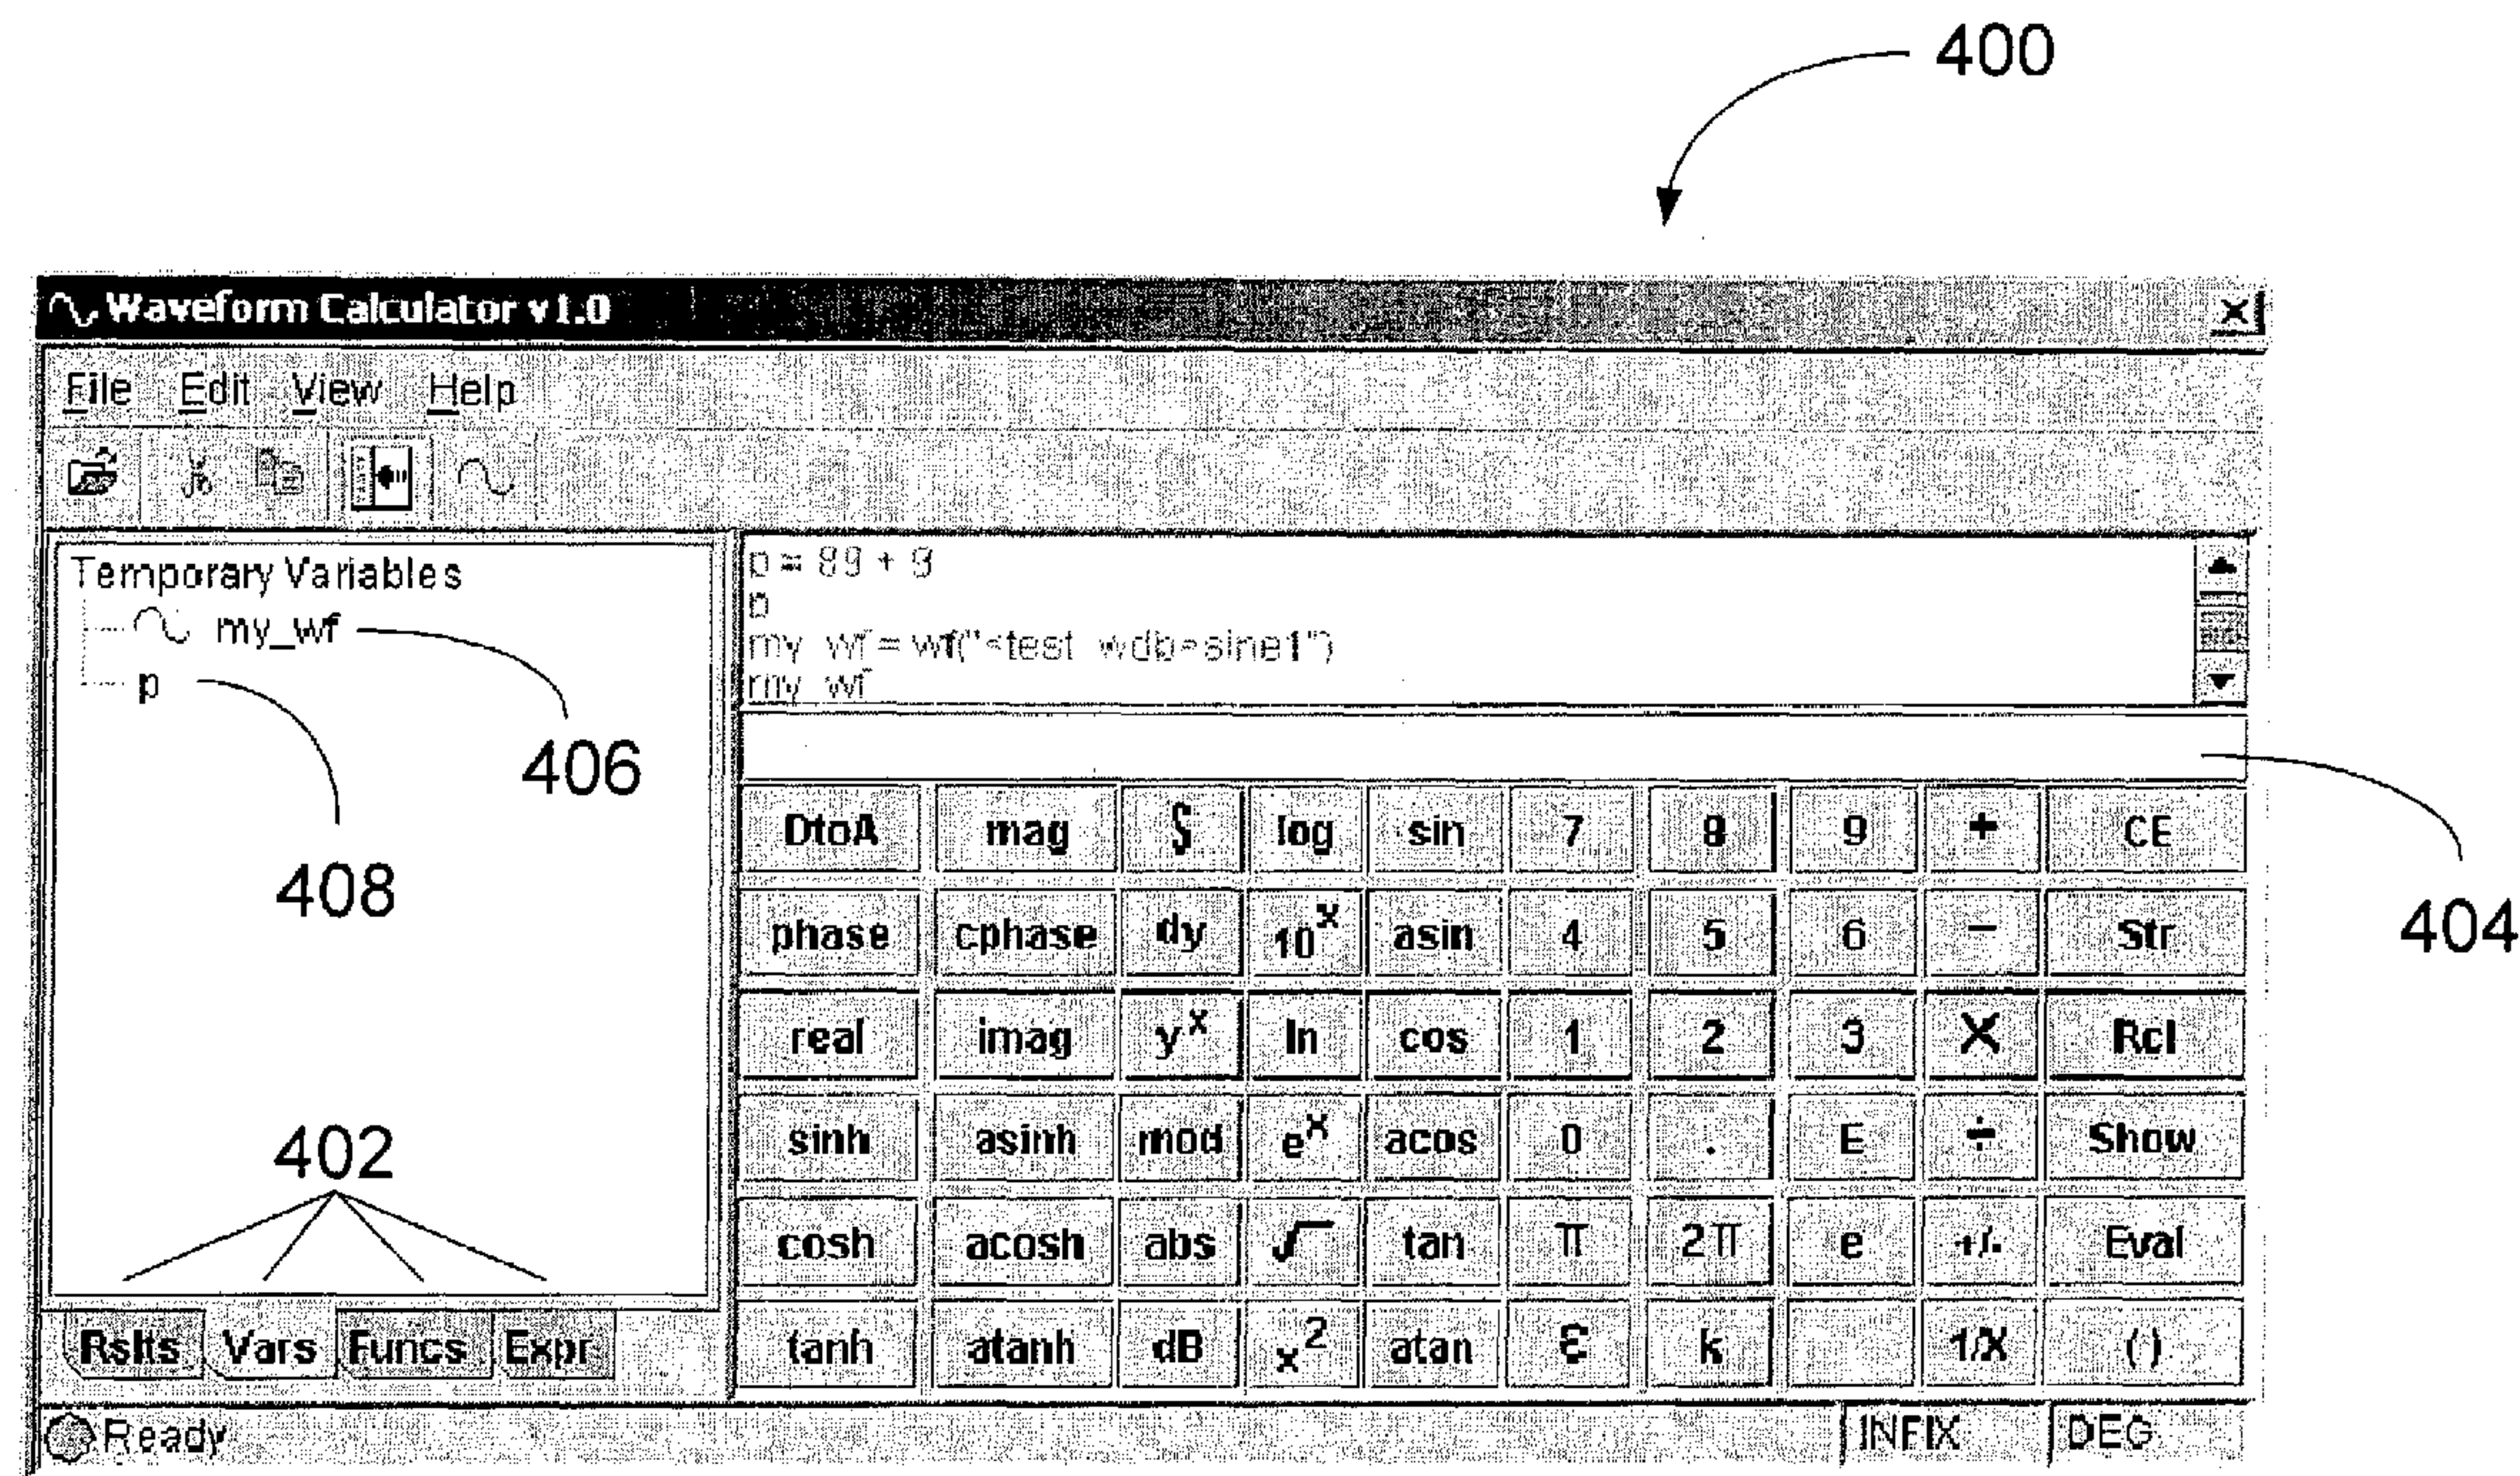 400
Waveform Calculator v1.0
File Edit View Help
Temporary Variables
my_wf
p
406
408
402
Rslts Vars Funcs Expr
p = 89 + 9
p
my_wf = wf("<test_wdb>sine1")
my_wf
404
DtoA mag ∫ log sin 7 8 9 + CE
phase cphase dy 10^x asin 4 5 6 − Str
real imag y^x ln cos 1 2 3 X Rcl
sinh asinh mod e^x acos 0 . E ÷ Show
cosh acosh abs √ tan π 2π e +/- Eval
tanh atanh dB x^2 atan ε k 1/X ( )
Ready INFIX DEG